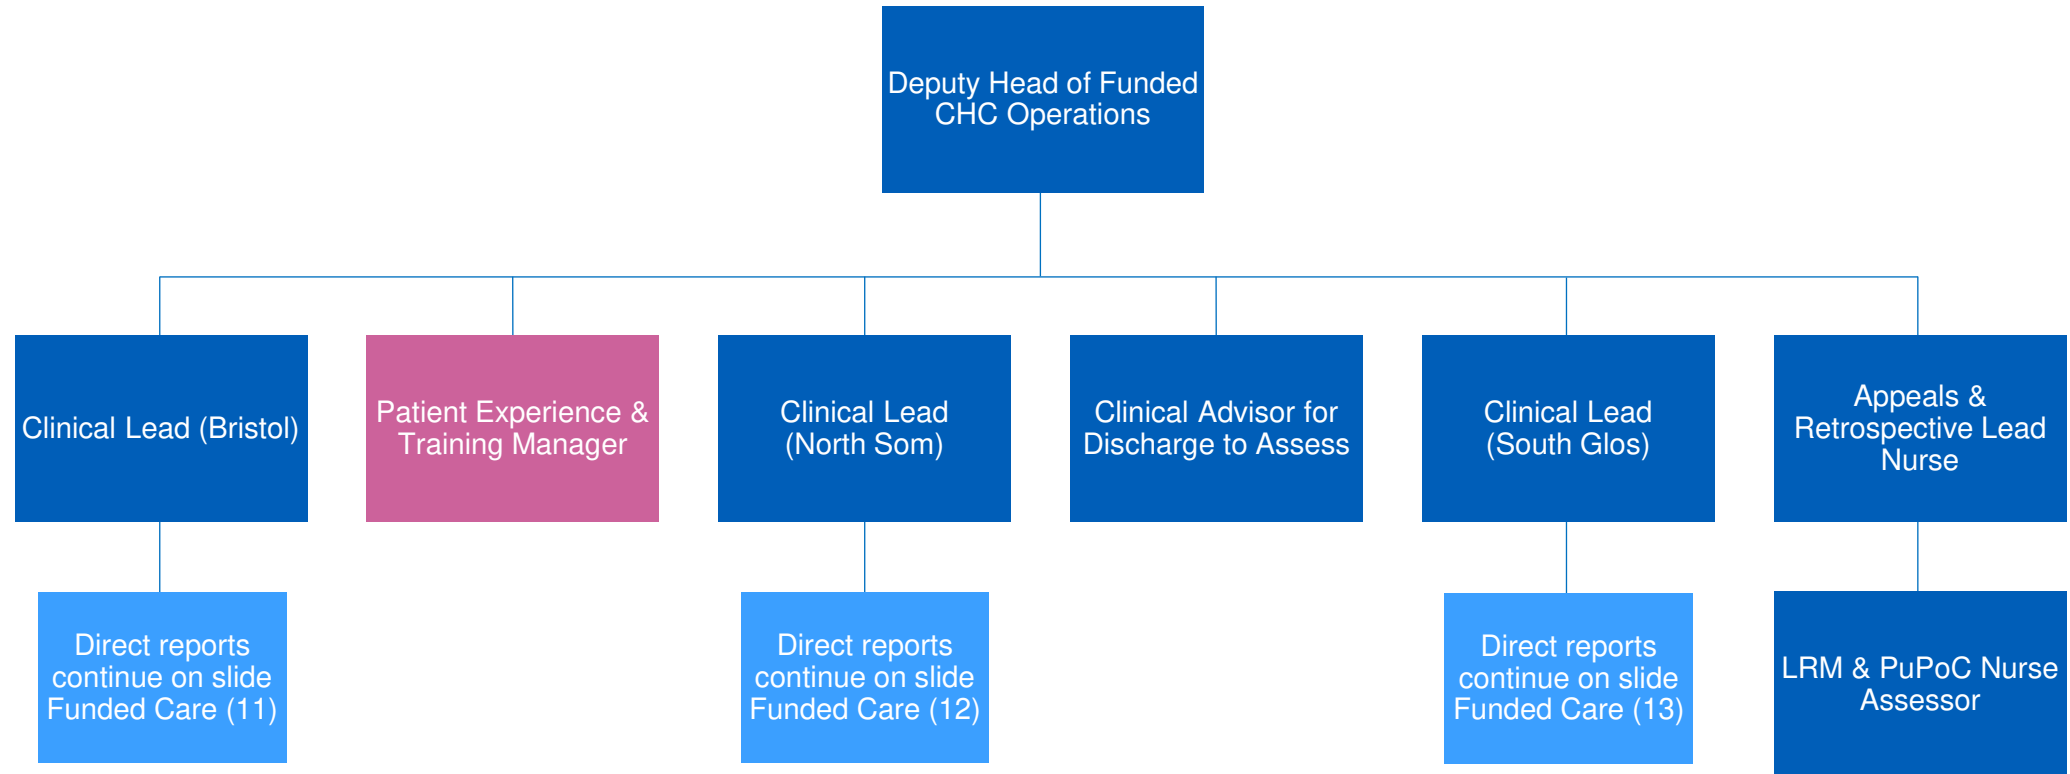 Deputy Head of Funded
CHC Operations
Clinical Lead (Bristol)
Patient Experience &
Training Manager
Clinical Lead
(North Som)
Clinical Advisor for
Discharge to Assess
Clinical Lead
(South Glos)
Appeals &
Retrospective Lead
Nurse
Direct reports
continue on slide
Funded Care (11)
Direct reports
continue on slide
Funded Care (12)
Direct reports
continue on slide
Funded Care (13)
LRM & PuPoC Nurse
Assessor